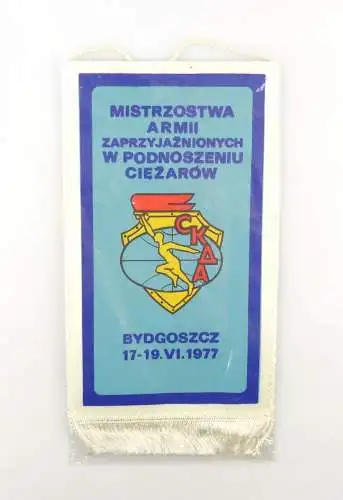 MISTRZOSTWA
ARMII
ZAPRZYJAŹNIONYCH
W PODNOSZENIU
CIĘŻARÓW
СКДА
BYDGOSZCZ
17-19.VI.1977